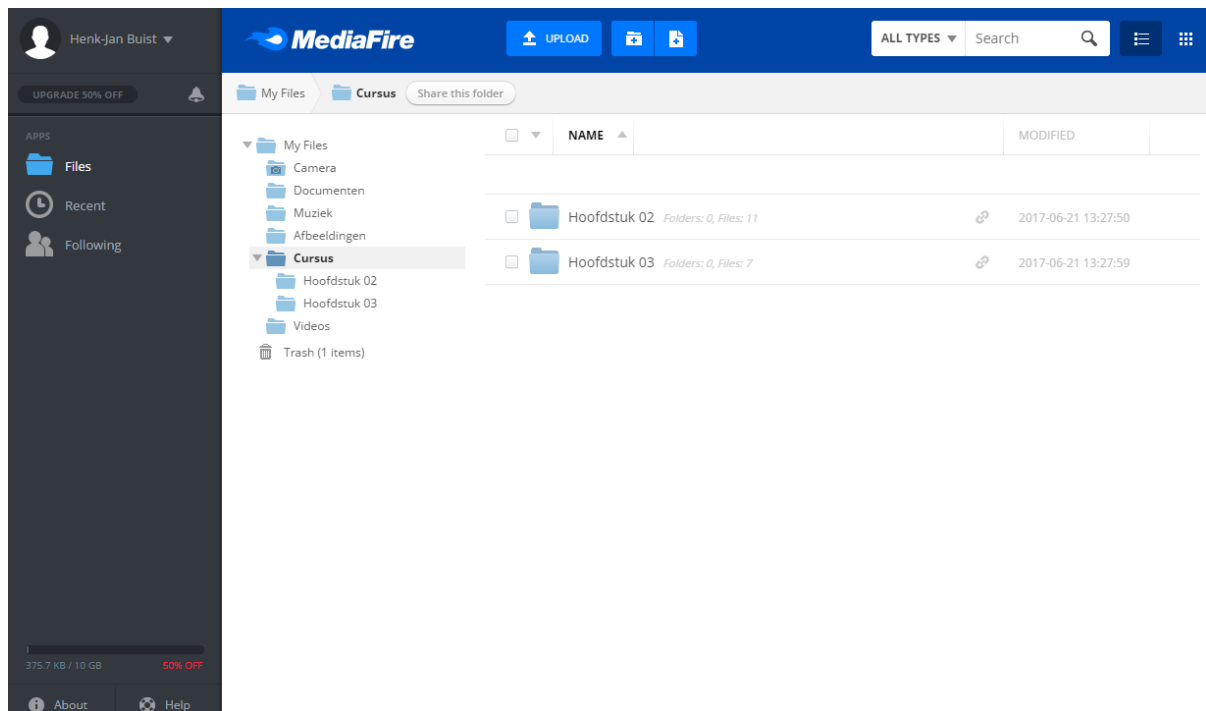 Henk-Jan Buist
MediaFire
UPLOAD
ALL TYPES
Search
UPGRADE 50% OFF
My Files
Cursus
Share this folder
APPS
Files
Recent
Following
My Files
Camera
Documenten
Muziek
Afbeeldingen
Cursus
Hoofdstuk 02
Hoofdstuk 03
Videos
Trash (1 items)
NAME
MODIFIED
Hoofdstuk 02 Folders: 0, Files: 11 2017-06-21 13:27:50
Hoofdstuk 03 Folders: 0, Files: 7 2017-06-21 13:27:59
375.7 KB / 10 GB
50% OFF
About
Help